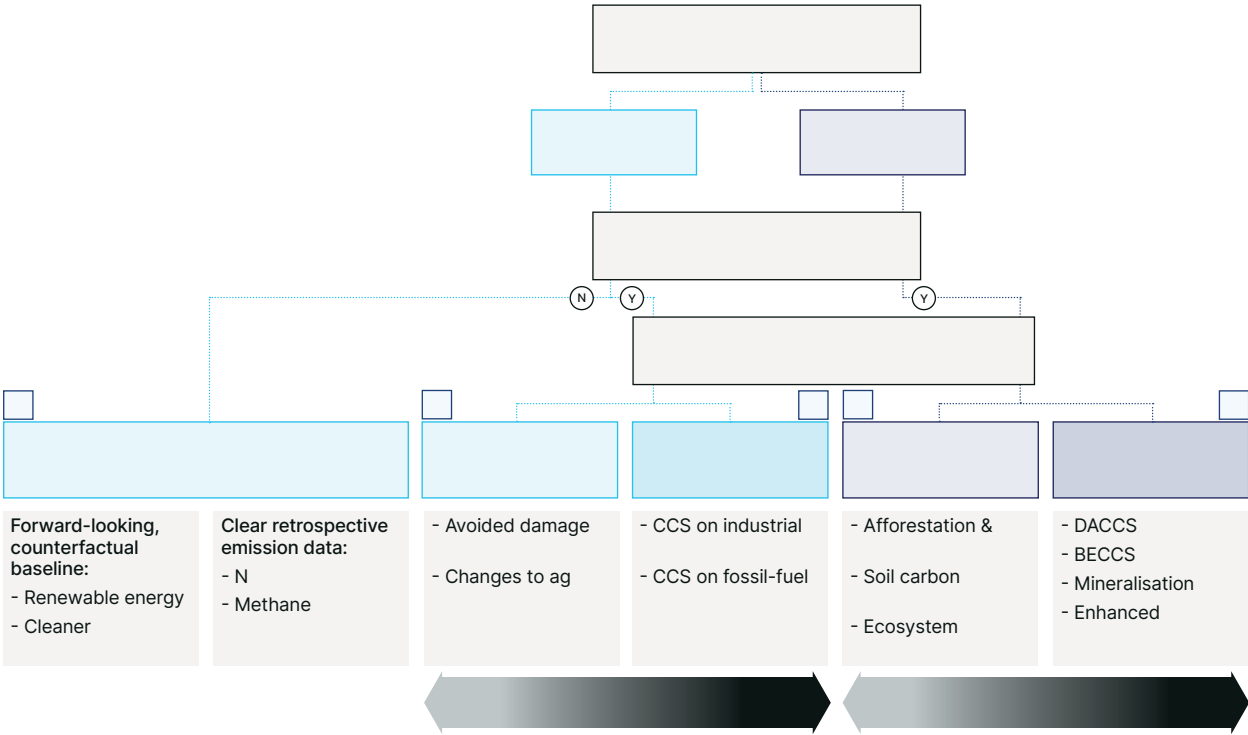 N
Y
Y
Forward-looking,
counterfactual
baseline:
- Renewable energy
- Cleaner
Clear retrospective
emission data:
- N
- Methane
- Avoided damage
- Changes to ag
- CCS on industrial
- CCS on fossil-fuel
- Afforestation &
- Soil carbon
- Ecosystem
- DACCS
- BECCS
- Mineralisation
- Enhanced